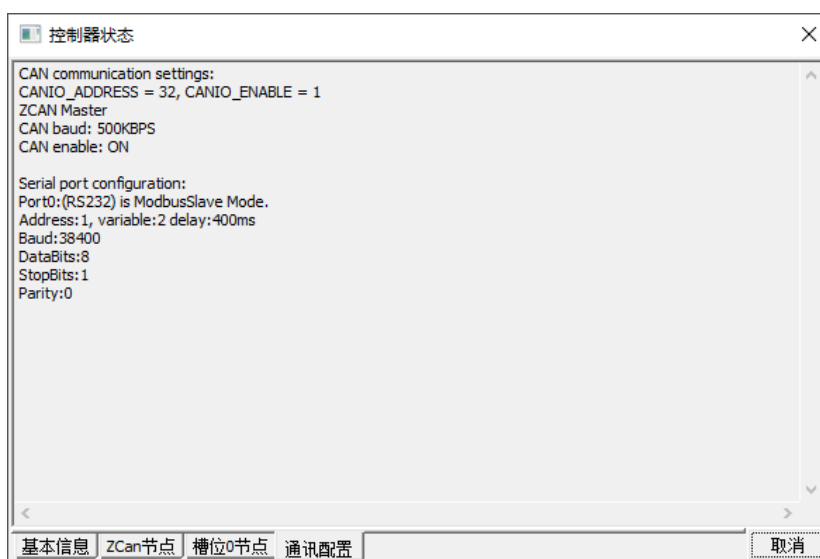 控制器状态
CAN communication settings:
CANIO_ADDRESS = 32, CANIO_ENABLE = 1
ZCAN Master
CAN baud: 500KBPS
CAN enable: ON
Serial port configuration:
Port0:(RS232) is ModbusSlave Mode.
Address:1, variable:2 delay:400ms
Baud:38400
DataBits:8
StopBits:1
Parity:0
基本信息 ZCan节点 槽位0节点 通讯配置 取消